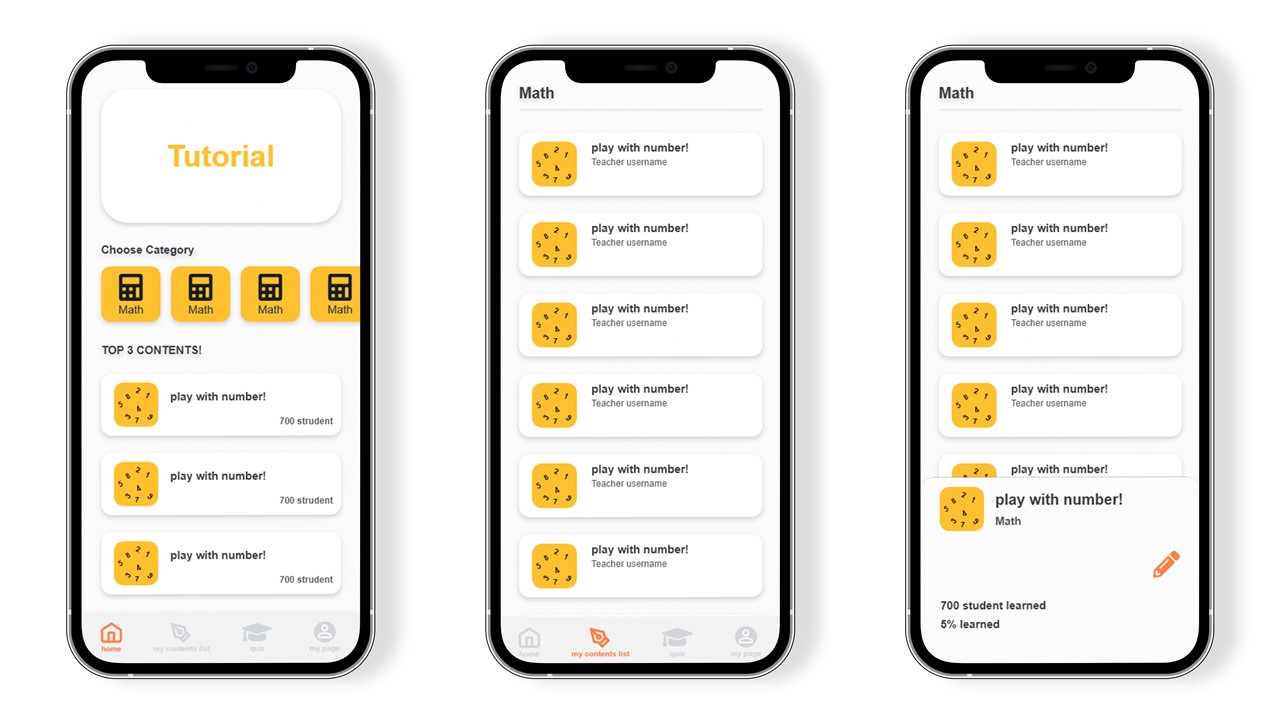 Tutorial
Choose Category
Math
Math
Math
Math
TOP 3 CONTENTS!
play with number!
700 strudent
play with number!
700 strudent
play with number!
700 strudent
home
my contents list
quiz
my page
Math
play with number!
Teacher username
play with number!
Teacher username
play with number!
Teacher username
play with number!
Teacher username
play with number!
Teacher username
play with number!
Teacher username
home
my contents list
quiz
my page
Math
play with number!
Teacher username
play with number!
Teacher username
play with number!
Teacher username
play with number!
Teacher username
play with number!
play with number!
Math
700 student learned
5% learned